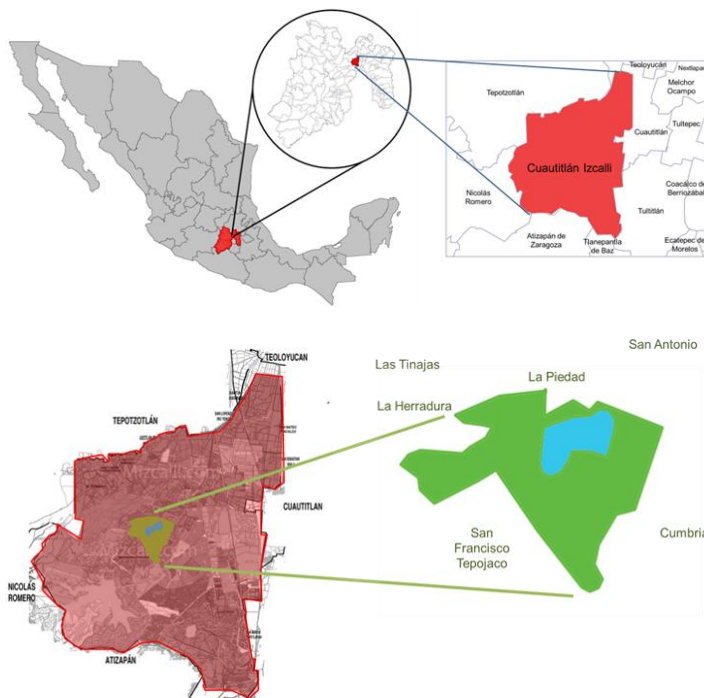 Teoloyucán
Nextlapan
Tepotzotlán
Melchor
Ocampo
Tultepec
Cuautitlán
Cuautitlán Izcalli
Coacalco de
Berriozábal
Nicolás
Romero
Tultitlán
Atizapán de
Zaragoza
Tlanepantla
de Baz
Ecatepec de
Morelos
TEOLOYUCAN
TEPOTZOTLÁN
CUAUTITLAN
NICOLÁS
ROMERO
ATIZAPÁN
San Antonio
Las Tinajas
La Piedad
La Herradura
San
Francisco
Tepojaco
Cumbria